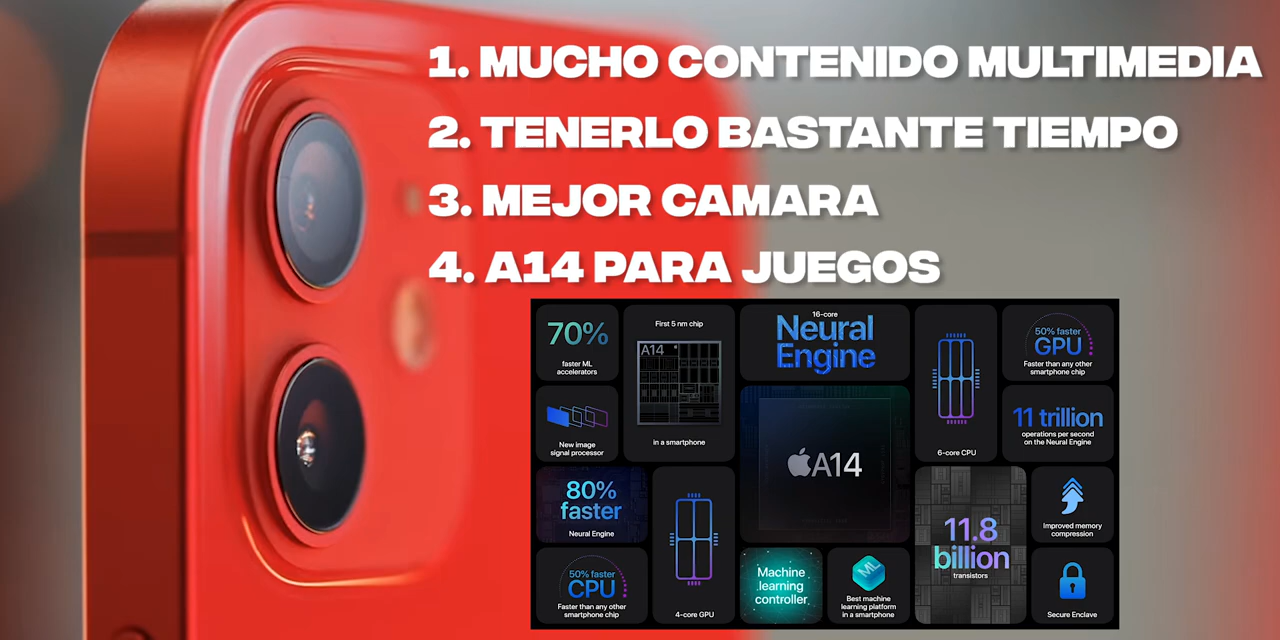 1. MUCHO CONTENIDO MULTIMEDIA
2. TENERLO BASTANTE TIEMPO
3. MEJOR CAMARA
4. A14 PARA JUEGOS
70%
faster ML
accelerators
First 5 nm chip
A14
in a smartphone
16-core
Neural
Engine
50% faster
GPU
Faster than any other
smartphone chip
New image
signal processor
A14
6-core CPU
11 trillion
operations per second
on the Neural Engine
80%
faster
Neural Engine
4-core GPU
11.8
billion
transistors
Improved memory
compression
50% faster
CPU
Faster than any other
smartphone chip
Machine
learning
controller
ML
Best machine
learning platform
in a smartphone
Secure Enclave